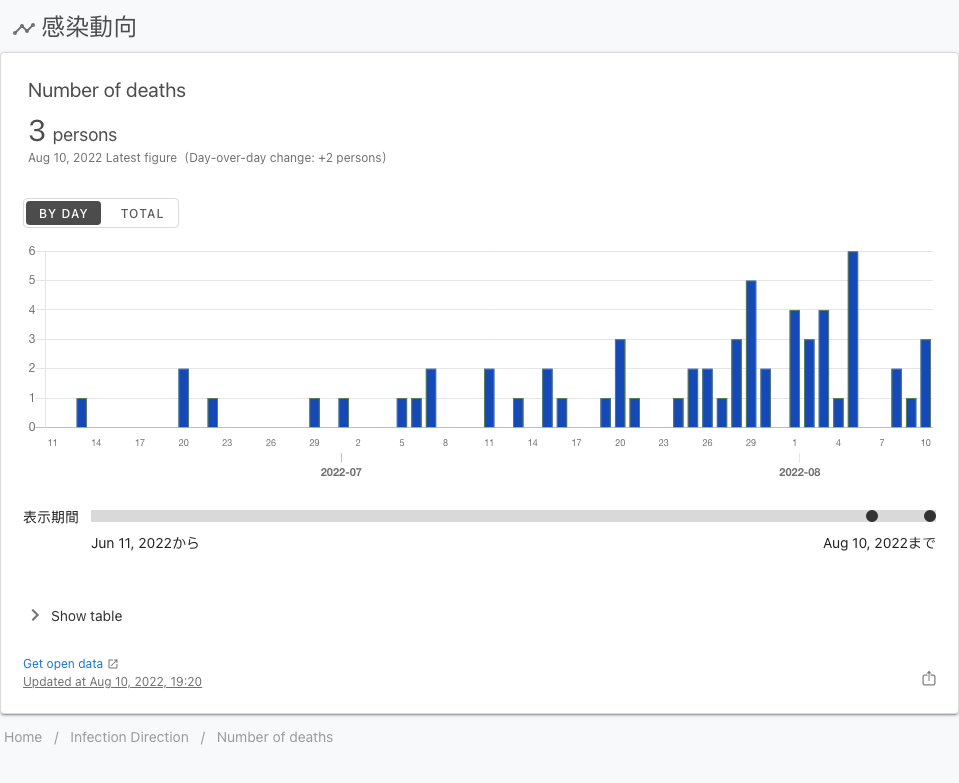 感染動向
Number of deaths
3 persons
Aug 10, 2022 Latest figure (Day-over-day change: +2 persons)
BY DAY TOTAL
6
5
4
3
2
1
0
11 14 17 20 23 26 29 2 5 8 11 14 17 20 23 26 29 1 4 7 10
2022-07 2022-08
表示期間
Jun 11, 2022から Aug 10, 2022まで
Show table
Get open data
Updated at Aug 10, 2022, 19:20
Home / Infection Direction / Number of deaths